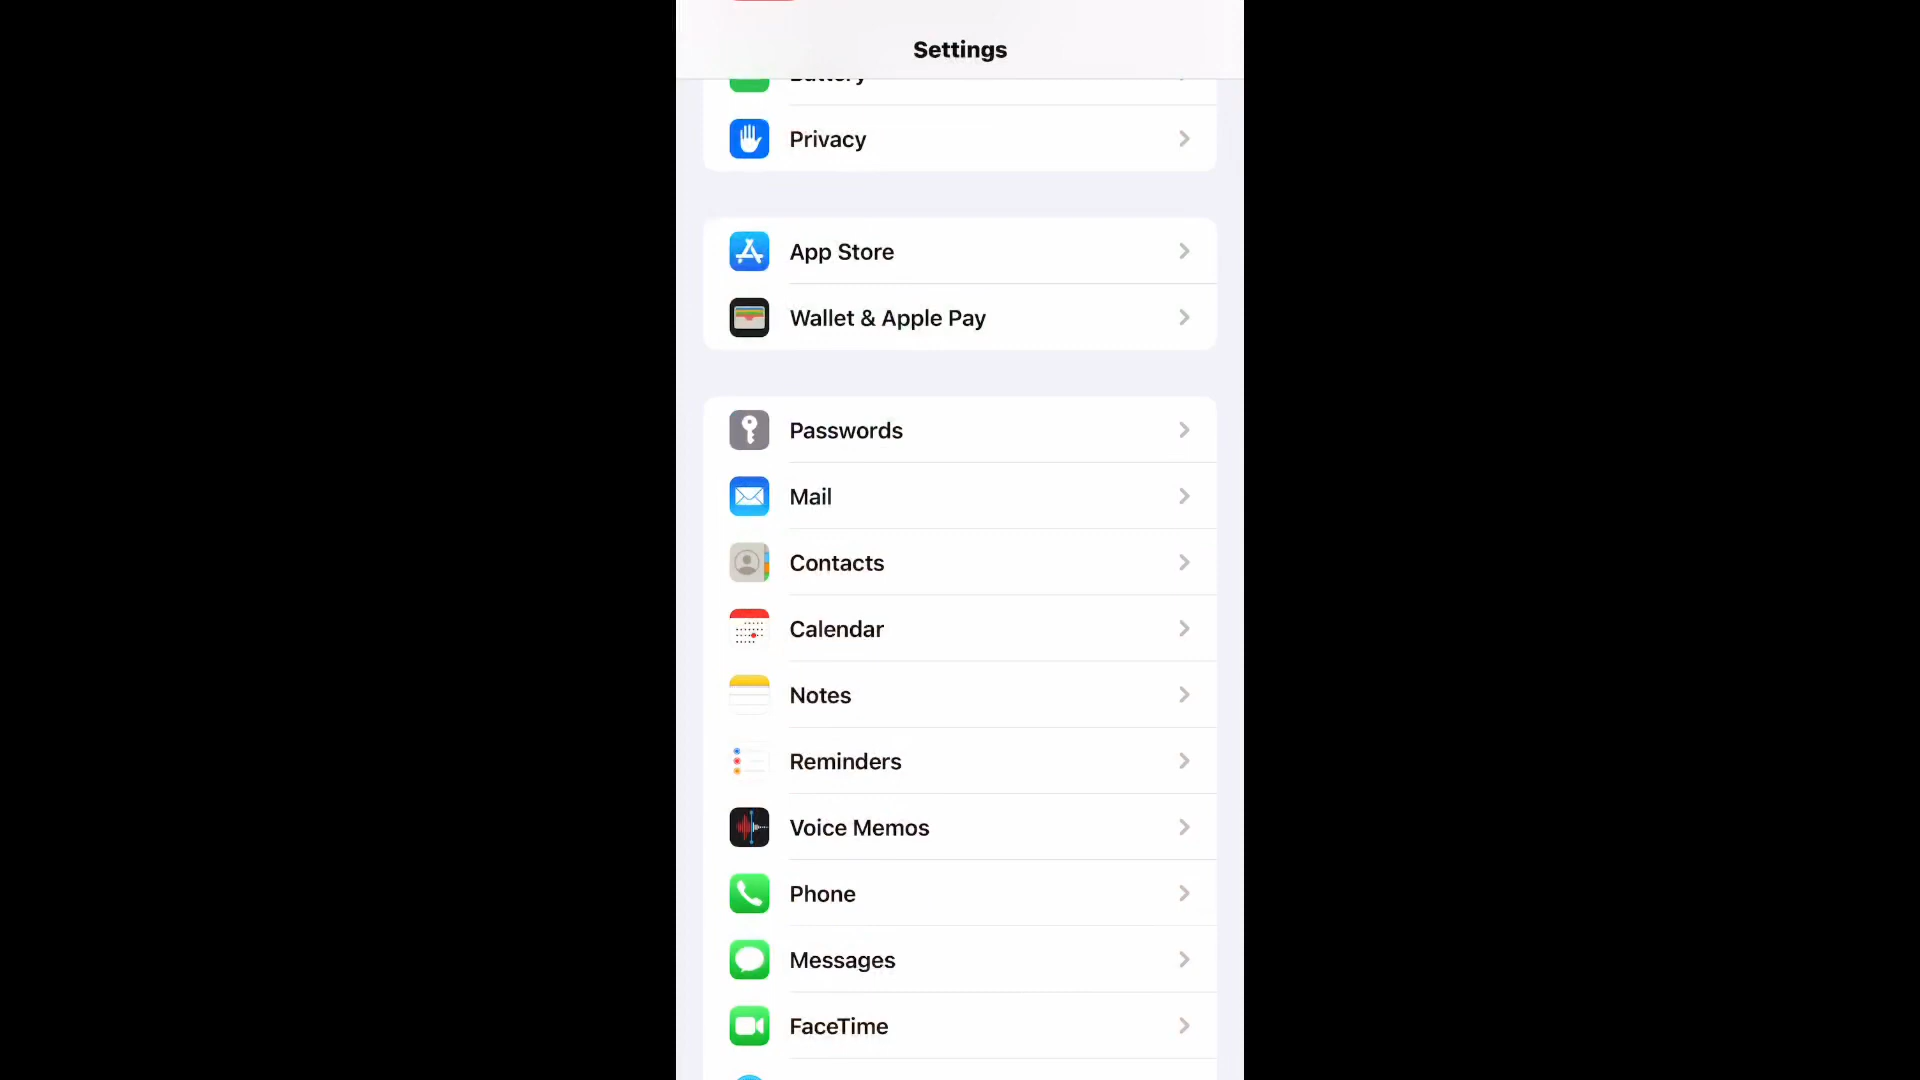 Settings
Battery
Privacy
App Store
Wallet & Apple Pay
Passwords
Mail
Contacts
Calendar
Notes
Reminders
Voice Memos
Phone
Messages
FaceTime